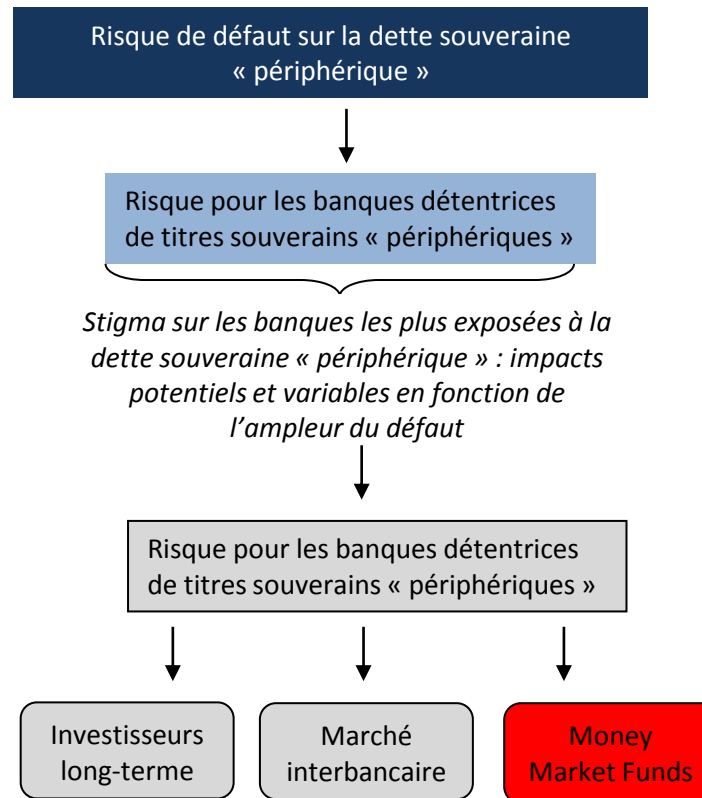 Risque de défaut sur la dette souveraine
« périphérique »
Risque pour les banques détentrices
de titres souverains « périphériques »
Stigma sur les banques les plus exposées à la
dette souveraine « périphérique » : impacts
potentiels et variables en fonction de
l’ampleur du défaut
Risque pour les banques détentrices
de titres souverains « périphériques »
Investisseurs
long-terme
Marché
interbancaire
Money
Market Funds